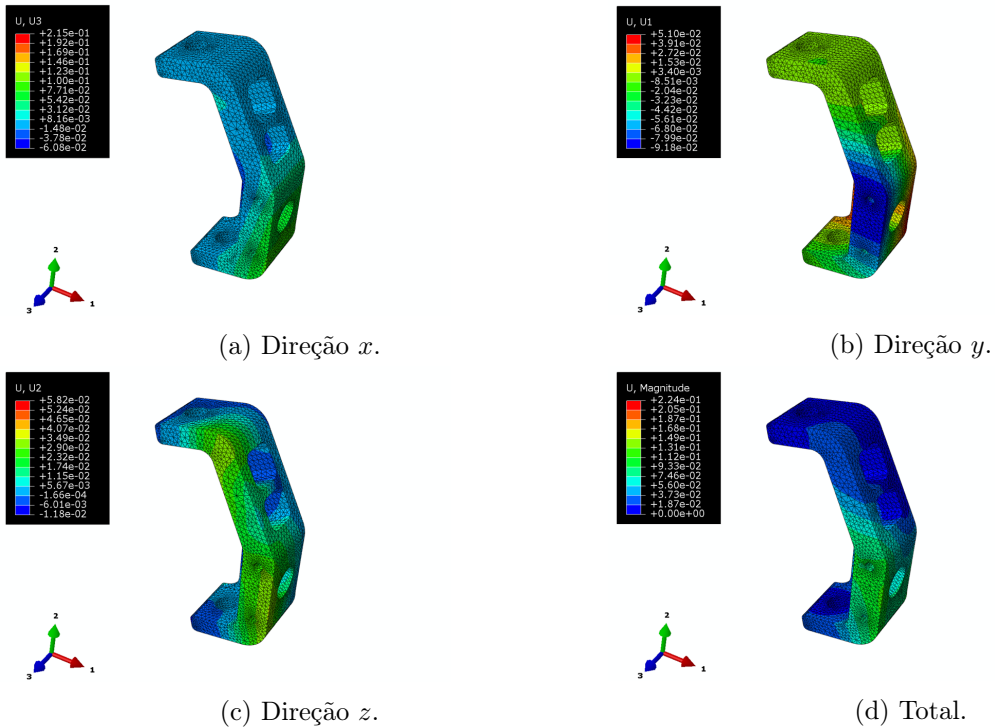 U, U3
+2.15e-01
+1.92e-01
+1.69e-01
+1.46e-01
+1.23e-01
+1.00e-01
+7.71e-02
+5.42e-02
+3.12e-02
+8.16e-03
-1.48e-02
-3.78e-02
-6.08e-02
2
3
1
(a) Direção x.
U, U1
+5.10e-02
+3.91e-02
+2.72e-02
+1.53e-02
+3.40e-03
-8.51e-03
-2.04e-02
-3.23e-02
-4.42e-02
-5.61e-02
-6.80e-02
-7.99e-02
-9.18e-02
2
3
1
(b) Direção y.
U, U2
+5.82e-02
+5.24e-02
+4.65e-02
+4.07e-02
+3.49e-02
+2.90e-02
+2.32e-02
+1.74e-02
+1.15e-02
+5.67e-03
-1.66e-04
-6.01e-03
-1.18e-02
2
3
1
(c) Direção z.
U, Magnitude
+2.24e-01
+2.05e-01
+1.87e-01
+1.68e-01
+1.49e-01
+1.31e-01
+1.12e-01
+9.33e-02
+7.46e-02
+5.60e-02
+3.73e-02
+1.87e-02
+0.00e+00
2
3
1
(d) Total.